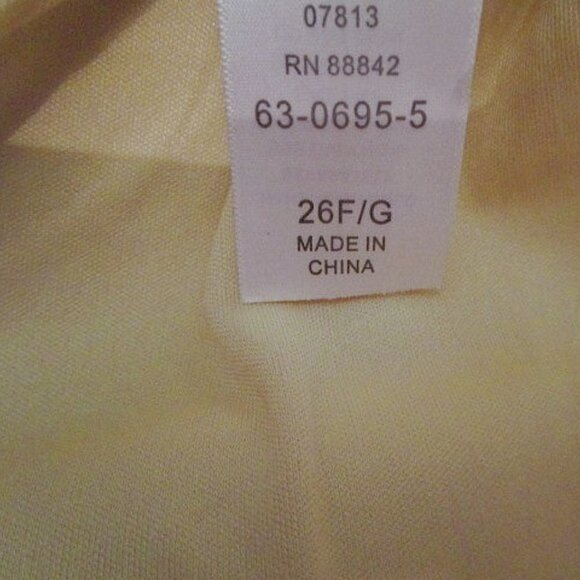 07813
RN 88842
63-0695-5
26F/G
MADE IN
CHINA